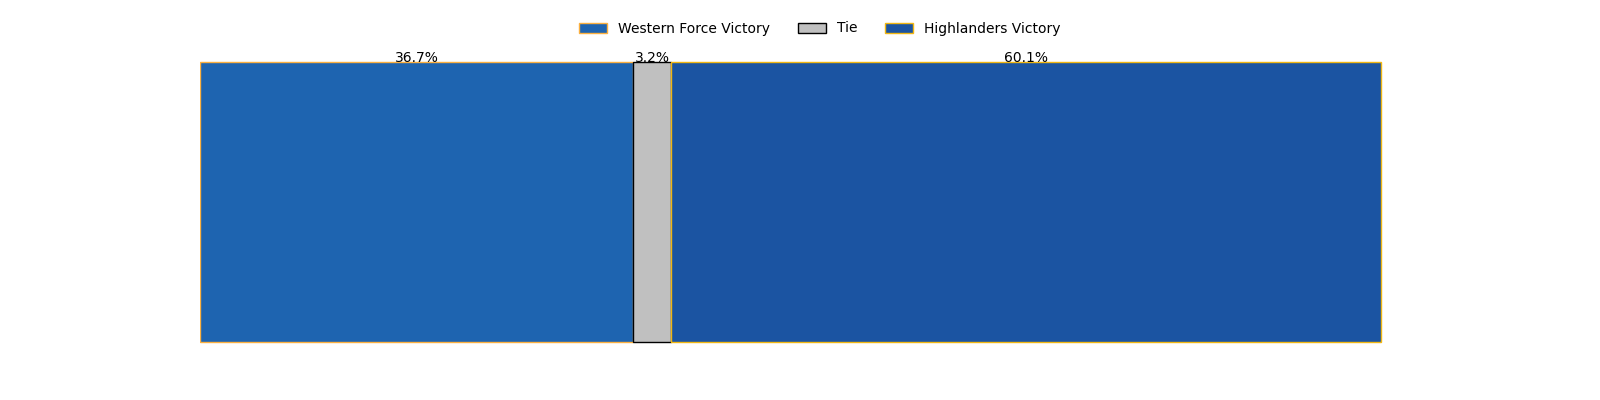 Western Force Victory Tie Highlanders Victory
36.7% 3.2% 60.1%